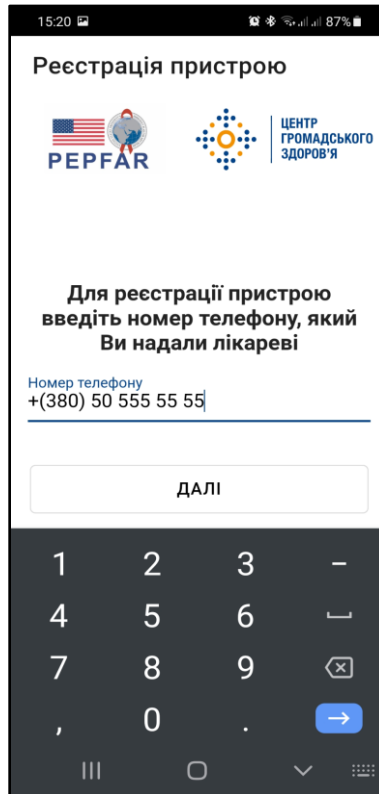 15:20
87%
Реєстрація пристрою
PEPFAR
ЦЕНТР
ГРОМАДСЬКОГО
ЗДОРОВ'Я
Для реєстрації пристрою
введіть номер телефону, який
Ви надали лікареві
Номер телефону
+(380) 50 555 55 55
ДАЛІ
1 2 3 –
4 5 6
7 8 9
, 0 .